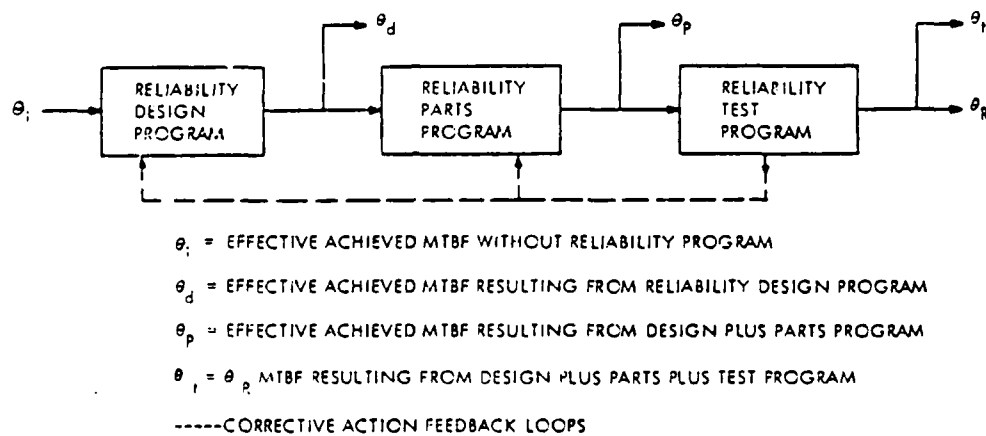 θd
θp
θt
θi
RELIABILITY
DESIGN
PROGRAM
RELIABILITY
PARTS
PROGRAM
RELIABILITY
TEST
PROGRAM
θR
θi = EFFECTIVE ACHIEVED MTBF WITHOUT RELIABILITY PROGRAM
θd = EFFECTIVE ACHIEVED MTBF RESULTING FROM RELIABILITY DESIGN PROGRAM
θp = EFFECTIVE ACHIEVED MTBF RESULTING FROM DESIGN PLUS PARTS PROGRAM
θt = θR MTBF RESULTING FROM DESIGN PLUS PARTS PLUS TEST PROGRAM
-----CORRECTIVE ACTION FEEDBACK LOOPS